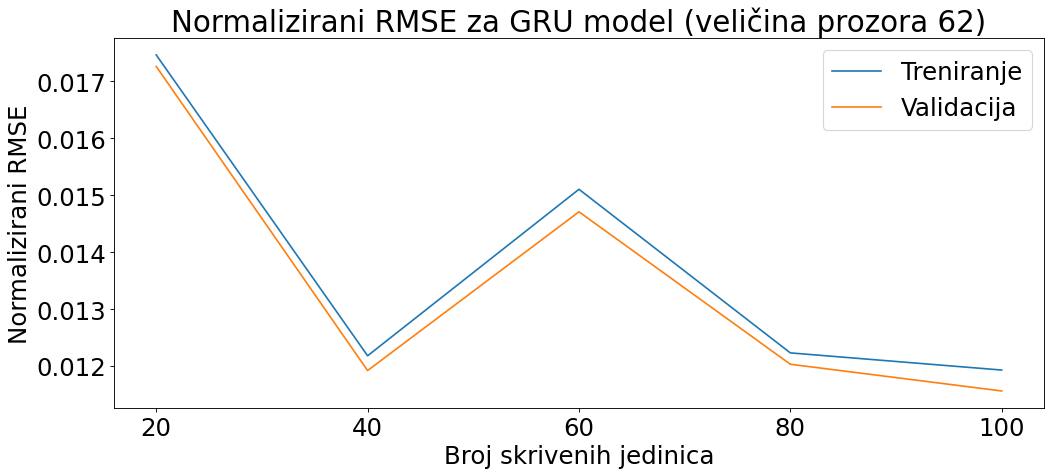 Normalizirani RMSE za GRU model (veličina prozora 62)
Treniranje
Validacija
Normalizirani RMSE
0.017
0.016
0.015
0.014
0.013
0.012
20 40 60 80 100
Broj skrivenih jedinica